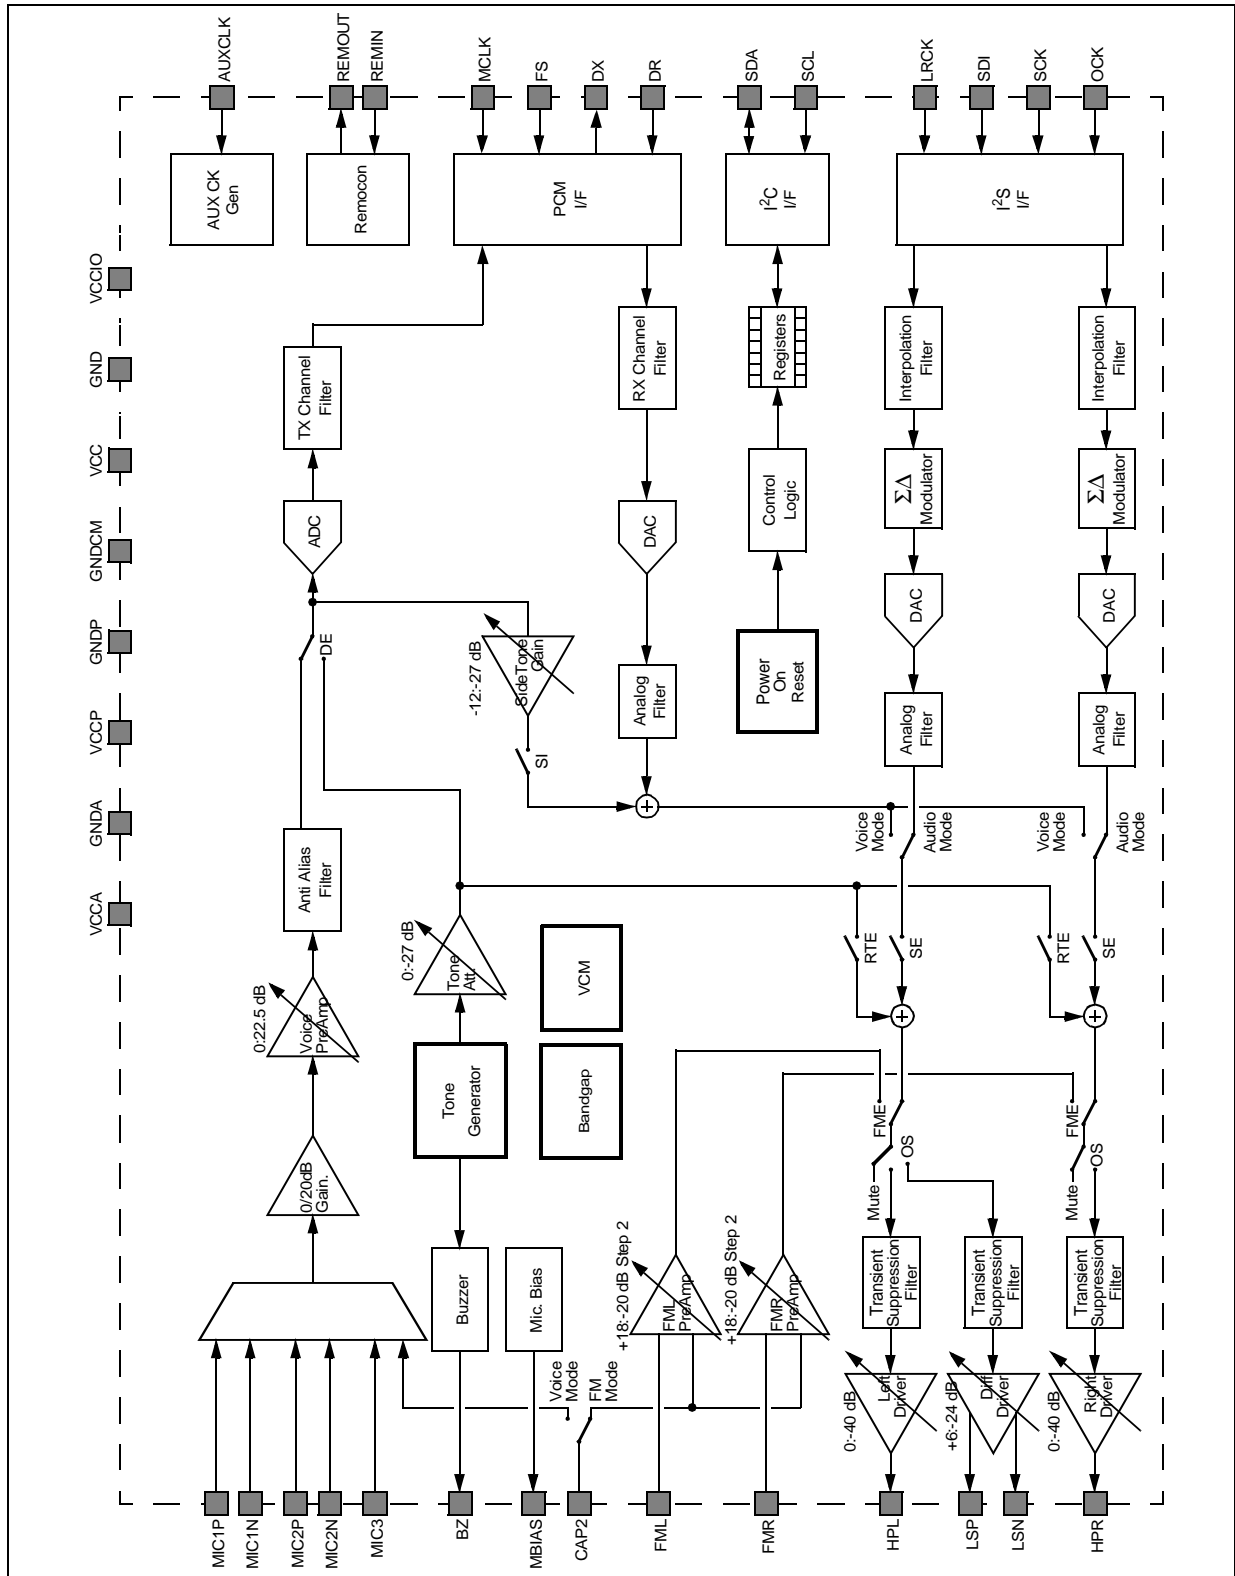 AUXCLK
REMOUT
REMIN
MCLK
FS
DX
DR
SDA
SCL
LRCK
SDI
SCK
OCK
VCCIO
GND
VCC
GNDCM
GNDP
VCCP
GNDA
VCCA
AUX CK
Gen
Remocon
PCM
I/F
I²C
I/F
I²S
I/F
TX Channel
Filter
RX Channel
Filter
Registers
Interpolation
Filter
Interpolation
Filter
ADC
DAC
Control
Logic
ΣΔ
Modulator
ΣΔ
Modulator
DAC
DAC
DE
-12:-27 dB
SideTone
Gain
SI
Analog
Filter
Power
On
Reset
Analog
Filter
Analog
Filter
Anti Alias
Filter
Voice
Mode
Audio
Mode
Voice
Mode
Audio
Mode
0:22.5 dB
Voice
PreAmp
0:-27 dB
Tone
Att.
VCM
RTE
SE
RTE
SE
Tone
Generator
Bandgap
0/20dB
Gain.
FME
OS
Mute
FME
OS
Mute
Buzzer
Mic. Bias
+18:-20 dB Step 2
FML
PreAmp
+18:-20 dB Step 2
FMR
PreAmp
Transient
Suppression
Filter
Transient
Suppression
Filter
Transient
Suppression
Filter
Voice
Mode
FM
Mode
0:-40 dB
Left
Driver
+6:-24 dB
Diff
Driver
0:-40 dB
Right
Driver
MIC1P
MIC1N
MIC2P
MIC2N
MIC3
BZ
MBIAS
CAP2
FML
FMR
HPL
LSP
LSN
HPR